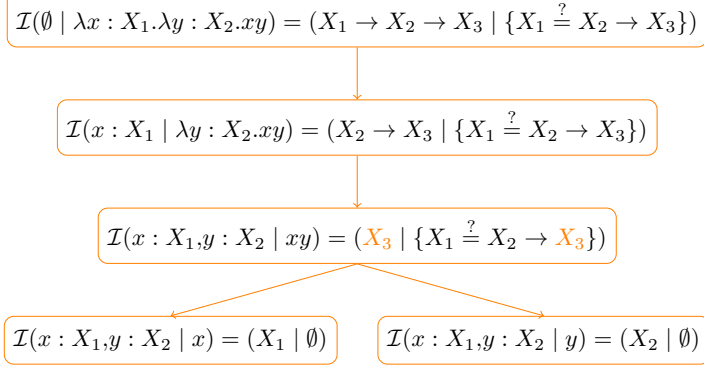 𝓘(∅ | λx : X₁.λy : X₂.xy) = (X₁ → X₂ → X₃ | {X₁ ≟ X₂ → X₃})
𝓘(x : X₁ | λy : X₂.xy) = (X₂ → X₃ | {X₁ ≟ X₂ → X₃})
𝓘(x : X₁,y : X₂ | xy) = (X₃ | {X₁ ≟ X₂ → X₃})
𝓘(x : X₁,y : X₂ | x) = (X₁ | ∅)
𝓘(x : X₁,y : X₂ | y) = (X₂ | ∅)